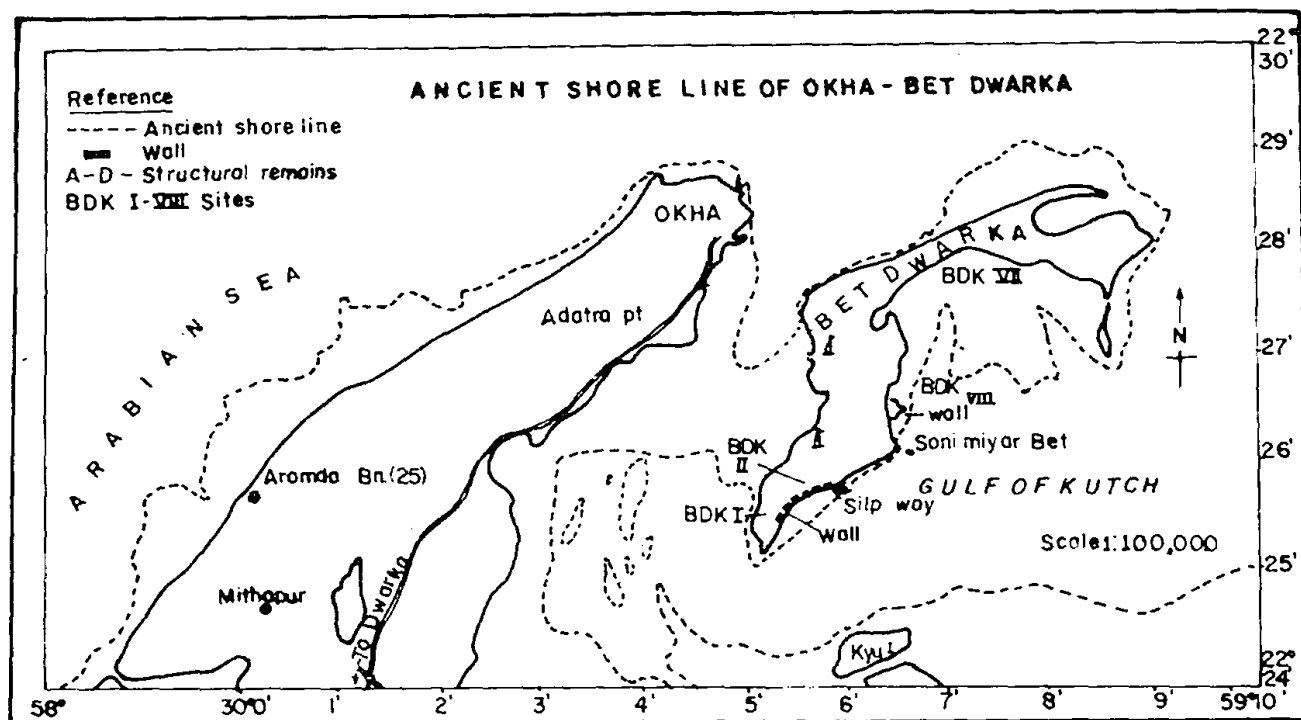 ANCIENT SHORE LINE OF OKHA - BET DWARKA
Reference
----- Ancient shore line
Wall
A-D - Structural remains
BDK I-VIII Sites
22°
30'
29'
28'
27'
26'
25'
22°
24'
OKHA
BET DWARKA
BDK VII
Adatra pt
ARABIAN SEA
N
BDK VIII
wall
Soni miyar Bet
BDK II
Aromda Bn.(25)
GULF OF KUTCH
Silp way
BDK I
Wall
Scale 1:100,000
Mithapur
To Dwarka
Kyu I
58°
30'0'
1'
2'
3'
4'
5'
6'
7'
8'
9'
59°10'